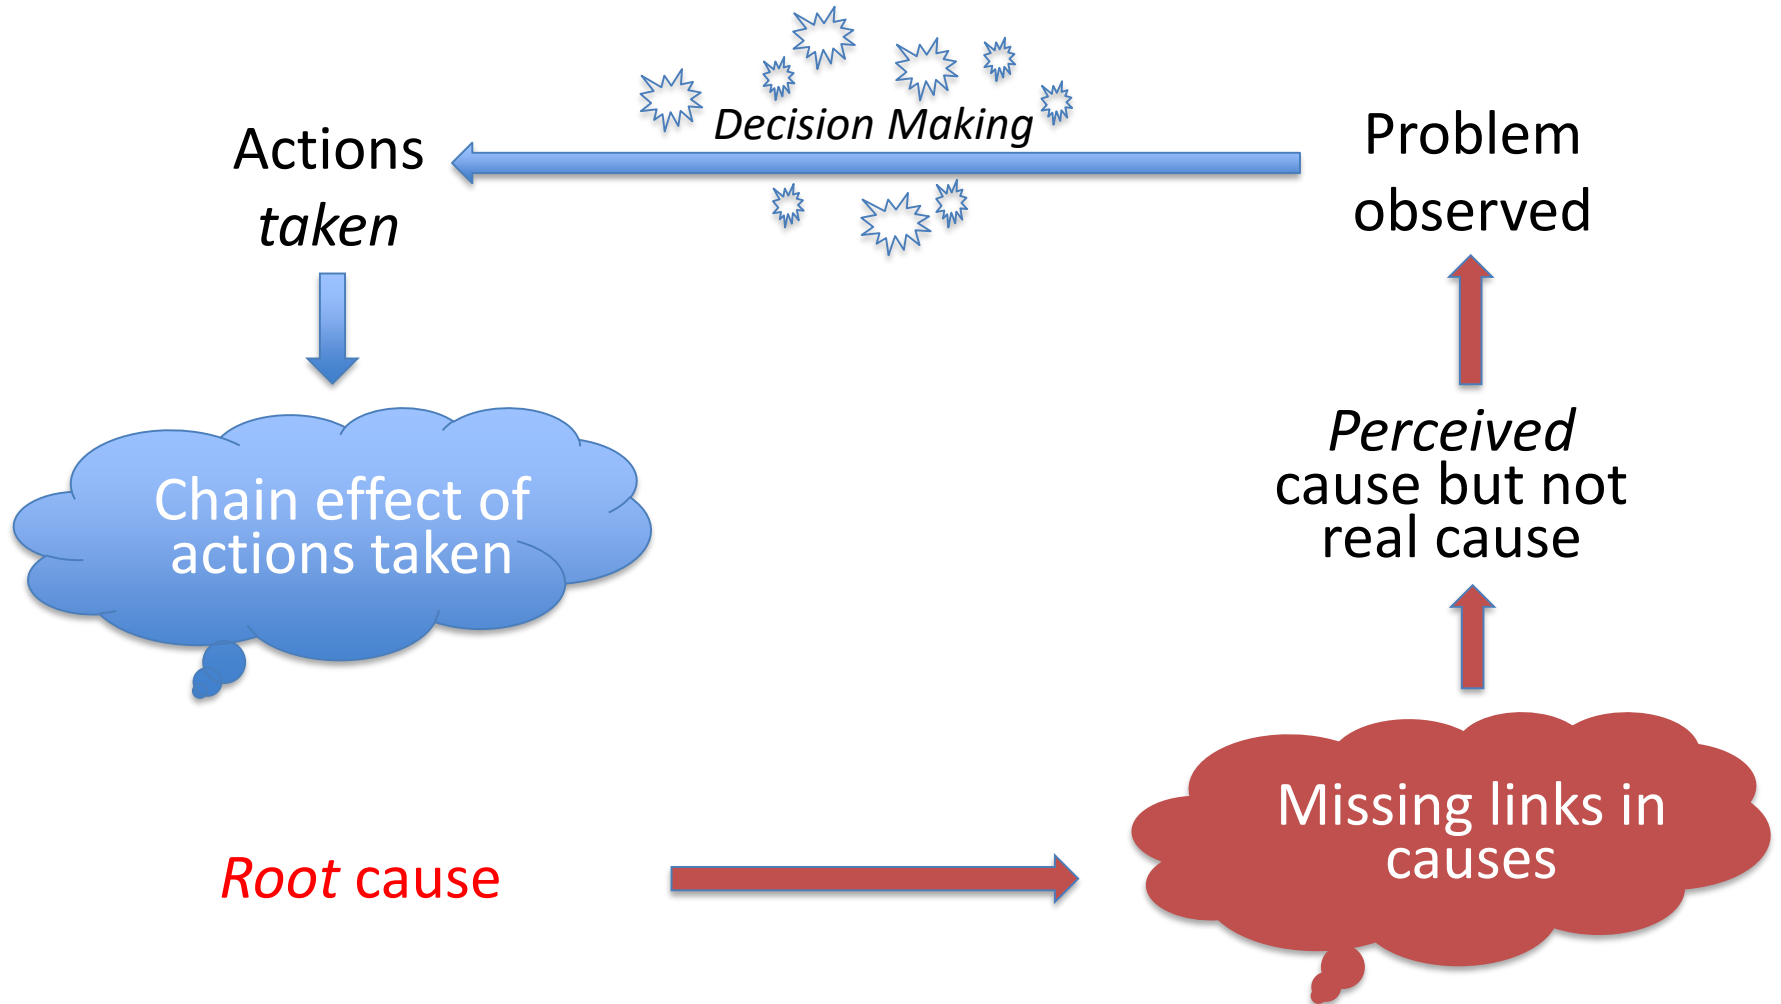 Decision Making
Actions
taken
Problem
observed
Perceived
cause but not
real cause
Chain effect of
actions taken
Missing links in
causes
Root cause